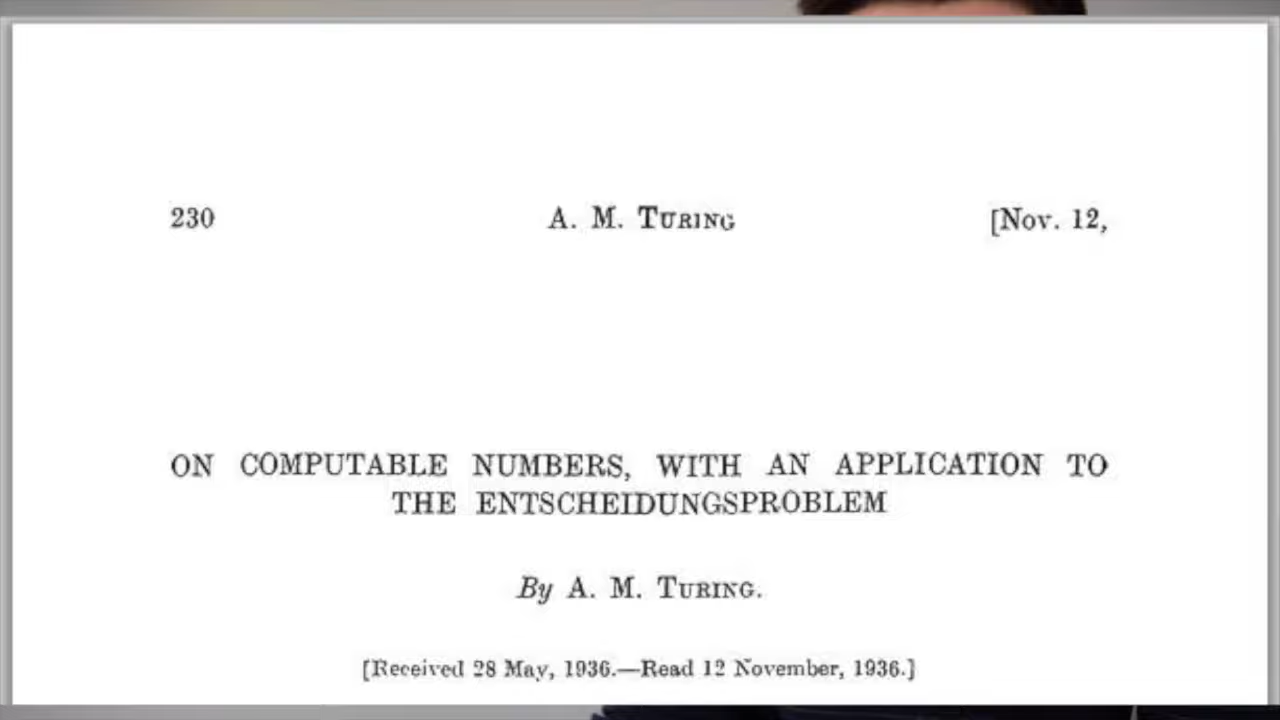 230 A. M. TURING [Nov. 12,
ON COMPUTABLE NUMBERS, WITH AN APPLICATION TO
THE ENTSCHEIDUNGSPROBLEM
By A. M. TURING.
[Received 28 May, 1936.—Read 12 November, 1936.]